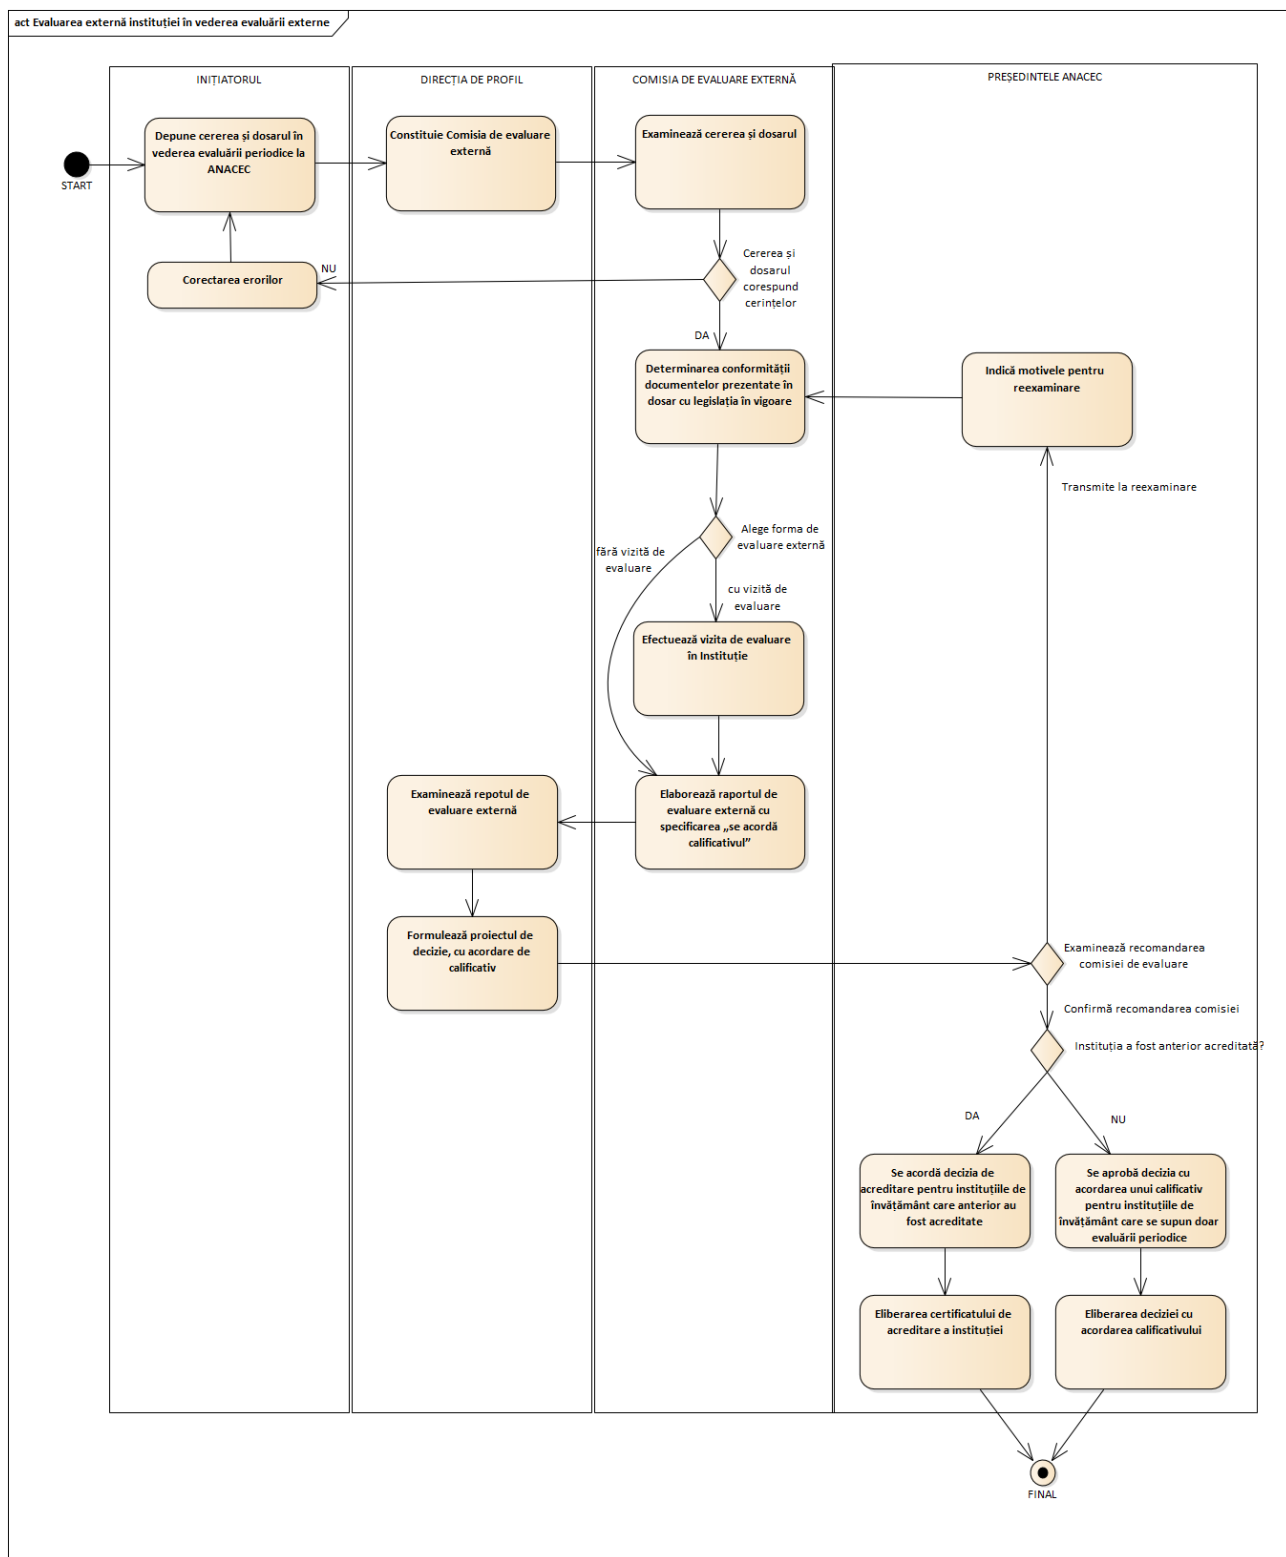 act Evaluarea externă instituției în vederea evaluării externe
INIȚIATORUL
DIRECȚIA DE PROFIL
COMISIA DE EVALUARE EXTERNĂ
PREȘEDINTELE ANACEC
START
Depune cererea și dosarul în
vederea evaluării periodice la
ANACEC
Constituie Comisia de evaluare
externă
Examinează cererea și dosarul
Cererea și
dosarul
corespund
cerințelor
NU
Corectarea erorilor
DA
Determinarea conformității
documentelor prezentate în
dosar cu legislația în vigoare
Indică motivele pentru
reexaminare
Transmite la reexaminare
Alege forma de
evaluare externă
fără vizită de
evaluare
cu vizită de
evaluare
Efectuează vizita de evaluare
în Instituție
Examinează repotul de
evaluare externă
Elaborează raportul de
evaluare externă cu
specificarea „se acordă
calificativul”
Formulează proiectul de
decizie, cu acordare de
calificativ
Examinează recomandarea
comisiei de evaluare
Confirmă recomandarea comisiei
Instituția a fost anterior acreditată?
DA
NU
Se acordă decizia de
acreditare pentru instituțiile de
învățământ care anterior au
fost acreditate
Se aprobă decizia cu
acordarea unui calificativ
pentru instituțiile de
învățământ care se supun doar
evaluării periodice
Eliberarea certificatului de
acreditare a instituției
Eliberarea deciziei cu
acordarea calificativului
FINAL